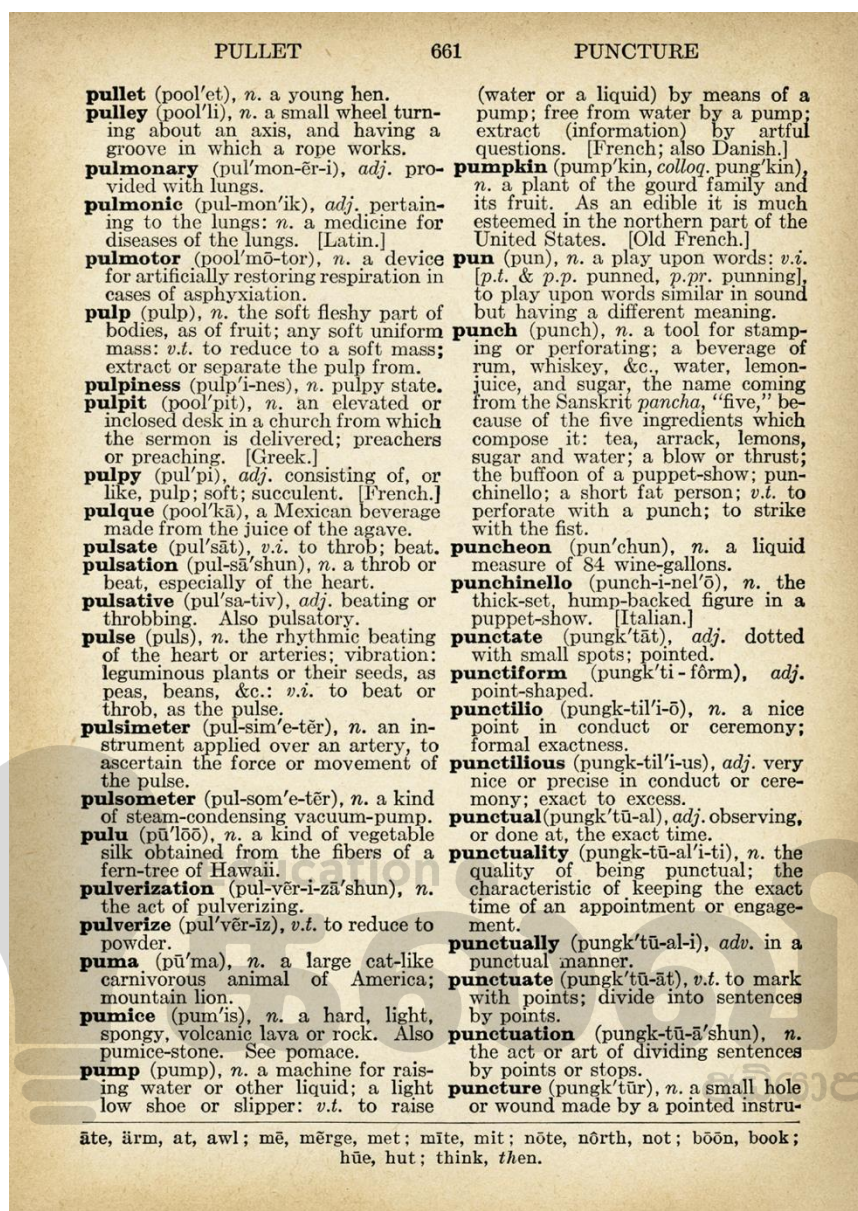 PULLET 661 PUNCTURE
pullet (pool′et), n. a young hen.
pulley (pool′li), n. a small wheel turn-
ing about an axis, and having a
groove in which a rope works.
pulmonary (pul′mon-ẽr-i), adj. pro-
vided with lungs.
pulmonic (pul-mon′ik), adj. pertain-
ing to the lungs: n. a medicine for
diseases of the lungs. [Latin.]
pulmotor (pool′mō-tor), n. a device
for artificially restoring respiration in
cases of asphyxiation.
pulp (pulp), n. the soft fleshy part of
bodies, as of fruit; any soft uniform
mass: v.t. to reduce to a soft mass;
extract or separate the pulp from.
pulpiness (pulp′i-nes), n. pulpy state.
pulpit (pool′pit), n. an elevated or
inclosed desk in a church from which
the sermon is delivered; preachers
or preaching. [Greek.]
pulpy (pul′pi), adj. consisting of, or
like, pulp; soft; succulent. [French.]
pulque (pool′kā), a Mexican beverage
made from the juice of the agave.
pulsate (pul′sāt), v.i. to throb; beat.
pulsation (pul-sā′shun), n. a throb or
beat, especially of the heart.
pulsative (pul′sa-tiv), adj. beating or
throbbing. Also pulsatory.
pulse (puls), n. the rhythmic beating
of the heart or arteries; vibration:
leguminous plants or their seeds, as
peas, beans, &c.: v.i. to beat or
throb, as the pulse.
pulsimeter (pul-sim′e-tẽr), n. an in-
strument applied over an artery, to
ascertain the force or movement of
the pulse.
pulsometer (pul-som′e-tẽr), n. a kind
of steam-condensing vacuum-pump.
pulu (pū′lōō), n. a kind of vegetable
silk obtained from the fibers of a
fern-tree of Hawaii.
pulverization (pul-vẽr-i-zā′shun), n.
the act of pulverizing.
pulverize (pul′vẽr-īz), v.t. to reduce to
powder.
puma (pū′ma), n. a large cat-like
carnivorous animal of America;
mountain lion.
pumice (pum′is), n. a hard, light,
spongy, volcanic lava or rock. Also
pumice-stone. See pomace.
pump (pump), n. a machine for rais-
ing water or other liquid; a light
low shoe or slipper: v.t. to raise
(water or a liquid) by means of a
pump; free from water by a pump;
extract (information) by artful
questions. [French; also Danish.]
pumpkin (pump′kin, colloq. pung′kin),
n. a plant of the gourd family and
its fruit. As an edible it is much
esteemed in the northern part of the
United States. [Old French.]
pun (pun), n. a play upon words: v.i.
[p.t. & p.p. punned, p.pr. punning],
to play upon words similar in sound
but having a different meaning.
punch (punch), n. a tool for stamp-
ing or perforating; a beverage of
rum, whiskey, &c., water, lemon-
juice, and sugar, the name coming
from the Sanskrit pancha, “five,” be-
cause of the five ingredients which
compose it: tea, arrack, lemons,
sugar and water; a blow or thrust;
the buffoon of a puppet-show; pun-
chinello; a short fat person; v.t. to
perforate with a punch; to strike
with the fist.
puncheon (pun′chun), n. a liquid
measure of 84 wine-gallons.
punchinello (punch-i-nel′ō), n. the
thick-set, hump-backed figure in a
puppet-show. [Italian.]
punctate (pungk′tāt), adj. dotted
with small spots; pointed.
punctiform (pungk′ti-fôrm), adj.
point-shaped.
punctilio (pungk-til′i-ō), n. a nice
point in conduct or ceremony;
formal exactness.
punctilious (pungk-til′i-us), adj. very
nice or precise in conduct or cere-
mony; exact to excess.
punctual (pungk′tū-al), adj. observing,
or done at, the exact time.
punctuality (pungk-tū-al′i-ti), n. the
quality of being punctual; the
characteristic of keeping the exact
time of an appointment or engage-
ment.
punctually (pungk′tū-al-i), adv. in a
punctual manner.
punctuate (pungk′tū-āt), v.t. to mark
with points; divide into sentences
by points.
punctuation (pungk-tū-ā′shun), n.
the act or art of dividing sentences
by points or stops.
puncture (pungk′tūr), n. a small hole
or wound made by a pointed instru-
āte, ärm, at, awl; mē, mẽrge, met; mīte, mit; nōte, nôrth, not; bōōn, book;
hūe, hut; think, then.